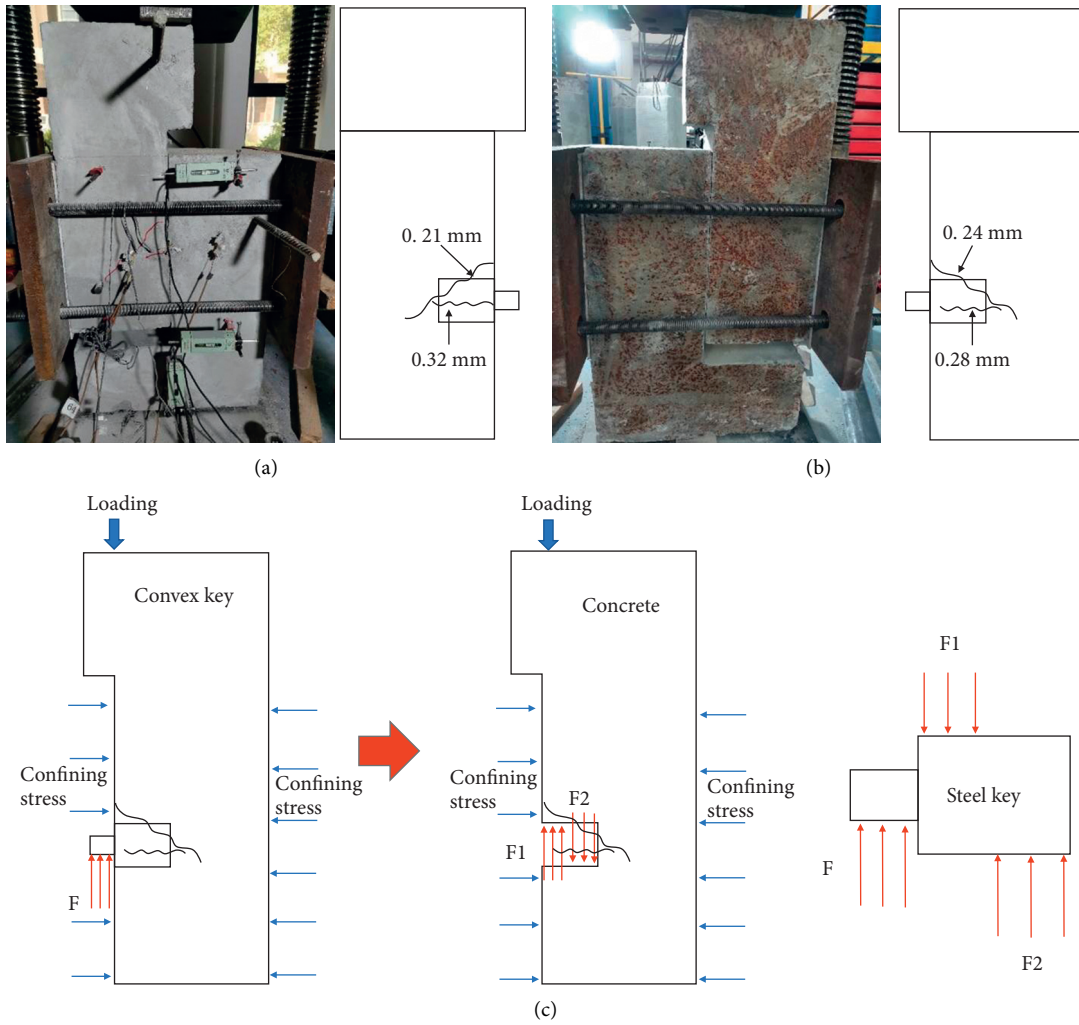 0. 21 mm
0.32 mm
(a)
0. 24 mm
0.28 mm
(b)
Loading
Convex key
Confining
stress
Confining
stress
F
Loading
Concrete
Confining
stress
Confining
stress
F2
F1
F1
Steel key
F
F2
(c)